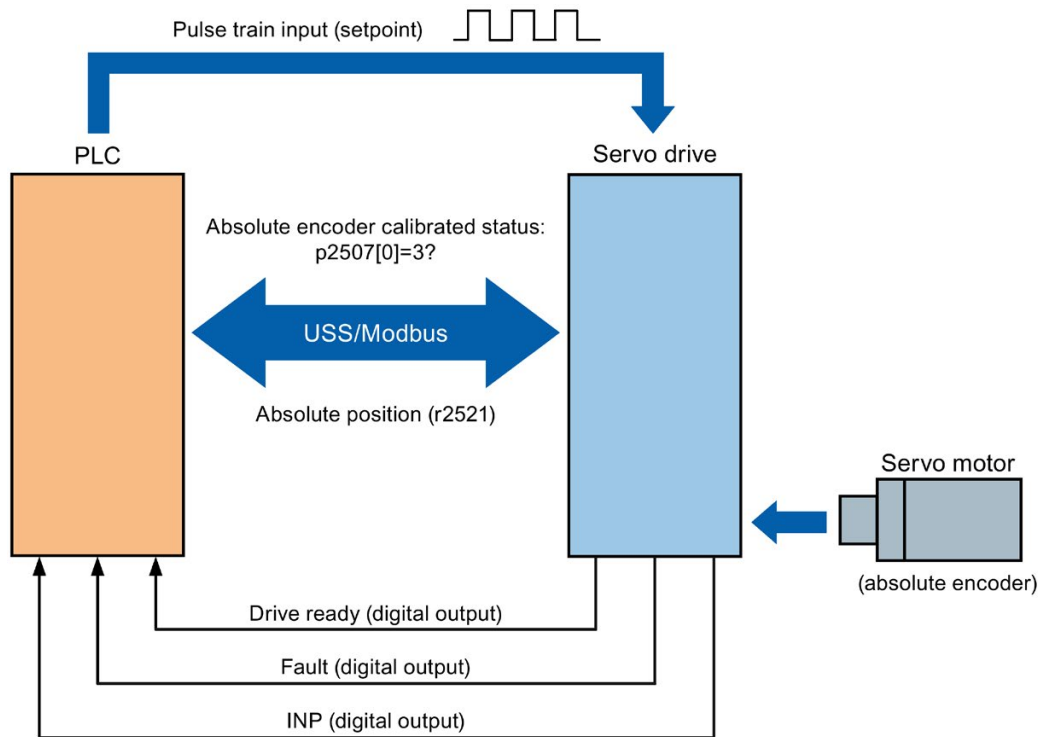 Pulse train input (setpoint)
PLC
Servo drive
Absolute encoder calibrated status:
p2507[0]=3?
USS/Modbus
Absolute position (r2521)
Servo motor
(absolute encoder)
Drive ready (digital output)
Fault (digital output)
INP (digital output)